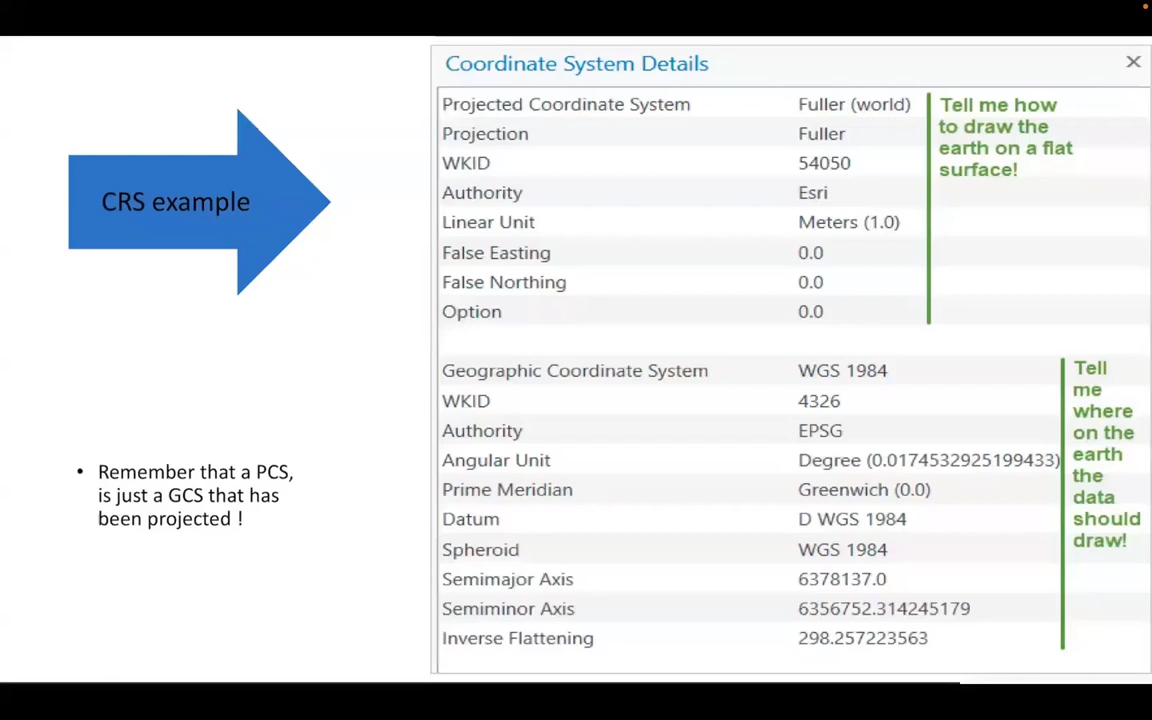 CRS example
Remember that a PCS,
is just a GCS that has
been projected !
Coordinate System Details
Projected Coordinate System Fuller (world)
Projection Fuller
WKID 54050
Authority Esri
Linear Unit Meters (1.0)
False Easting 0.0
False Northing 0.0
Option 0.0
Tell me how
to draw the
earth on a flat
surface!
Geographic Coordinate System WGS 1984
WKID 4326
Authority EPSG
Angular Unit Degree (0.0174532925199433)
Prime Meridian Greenwich (0.0)
Datum D WGS 1984
Spheroid WGS 1984
Semimajor Axis 6378137.0
Semiminor Axis 6356752.314245179
Inverse Flattening 298.257223563
Tell
me
where
on the
earth
the
data
should
draw!